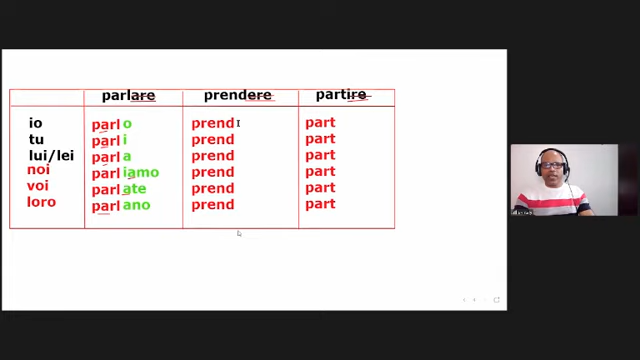 parlare prendere partire
io parl o prend part
tu parl i prend part
lui/lei parl a prend part
noi parl iamo prend part
voi parl ate prend part
loro parl ano prend part